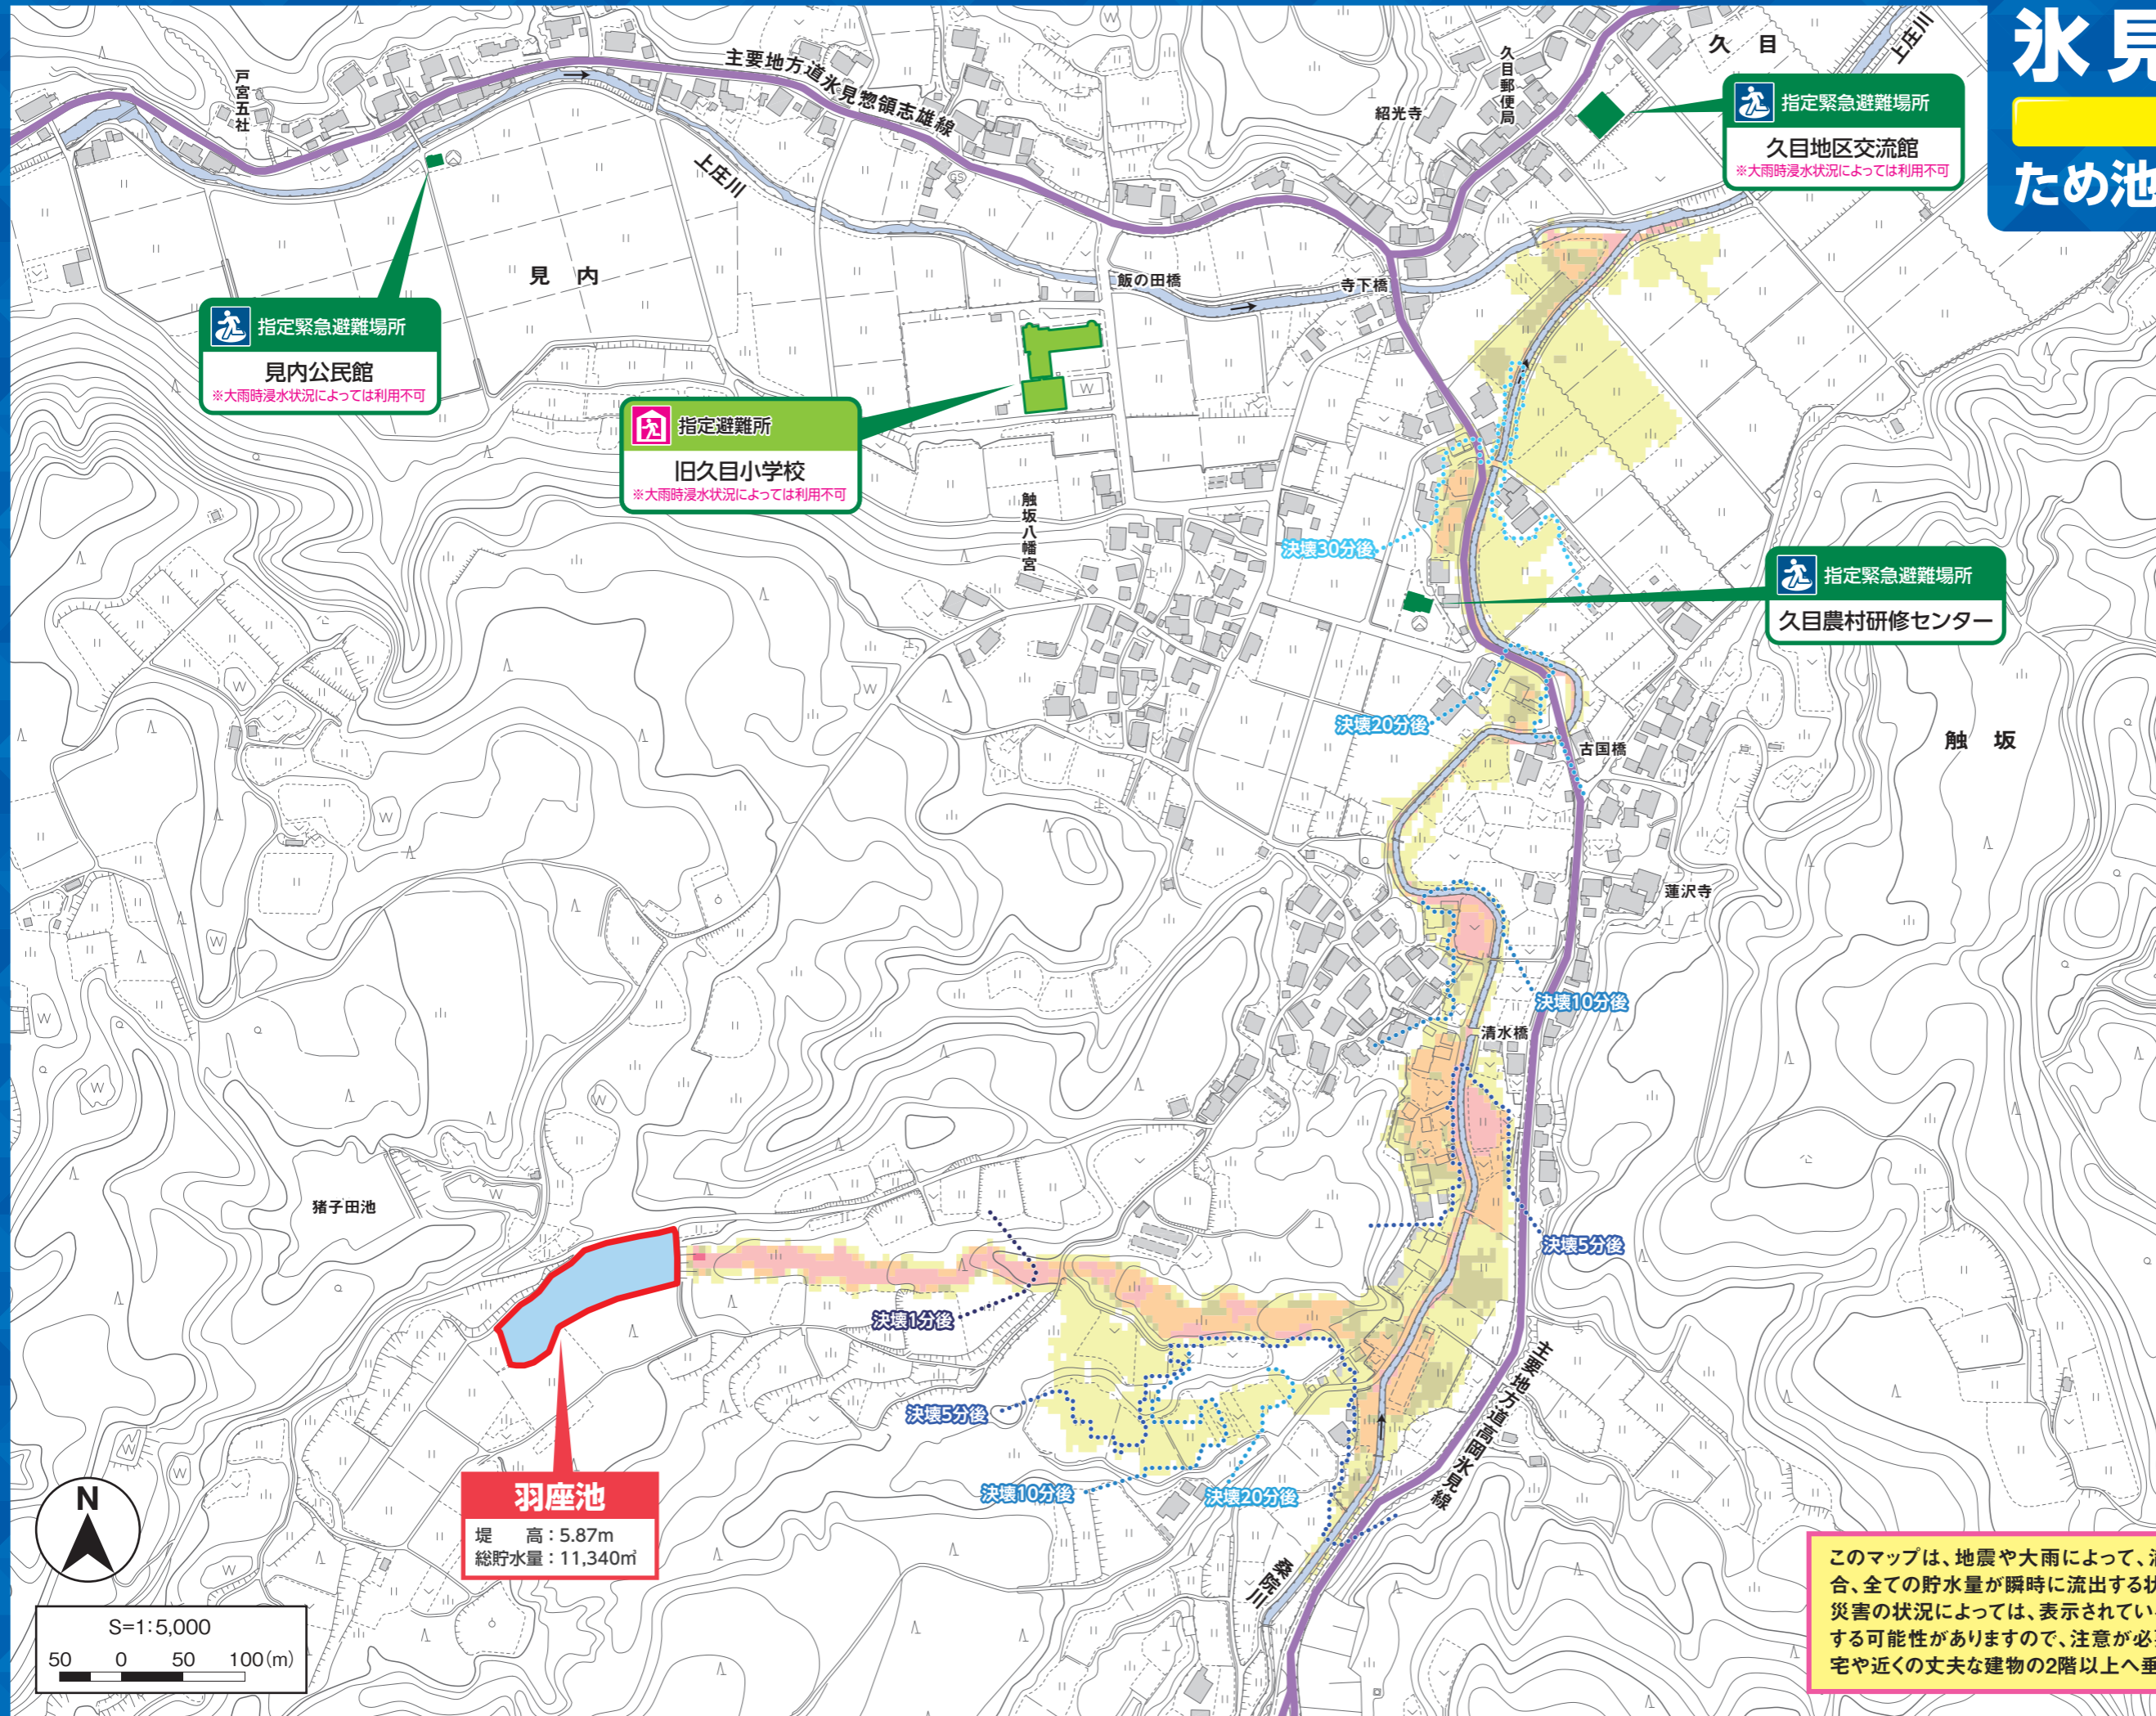 氷見
ため池
久目
上庄川
指定緊急避難場所
久目地区交流館
※大雨時浸水状況によっては利用不可
戸宮五社
主要地方道氷見惣領志雄線
久目郵便局
紹光寺
上庄川
見内
飯の田橋
寺下橋
指定緊急避難場所
見内公民館
※大雨時浸水状況によっては利用不可
指定避難所
旧久目小学校
※大雨時浸水状況によっては利用不可
触坂八幡宮
決壊30分後
指定緊急避難場所
久目農村研修センター
決壊20分後
古国橋
触坂
蓮沢寺
決壊10分後
清水橋
猪子田池
決壊5分後
決壊1分後
決壊5分後
決壊10分後
決壊20分後
主要地方道高岡氷見線
桑院川
羽座池
堤　高：5.87m
総貯水量：11,340㎥
N
S=1:5,000
50 0 50 100(m)
このマップは、地震や大雨によって、
合、全ての貯水量が瞬時に流出する状
災害の状況によっては、表示されてい
する可能性がありますので、注意が必
宅や近くの丈夫な建物の2階以上へ垂